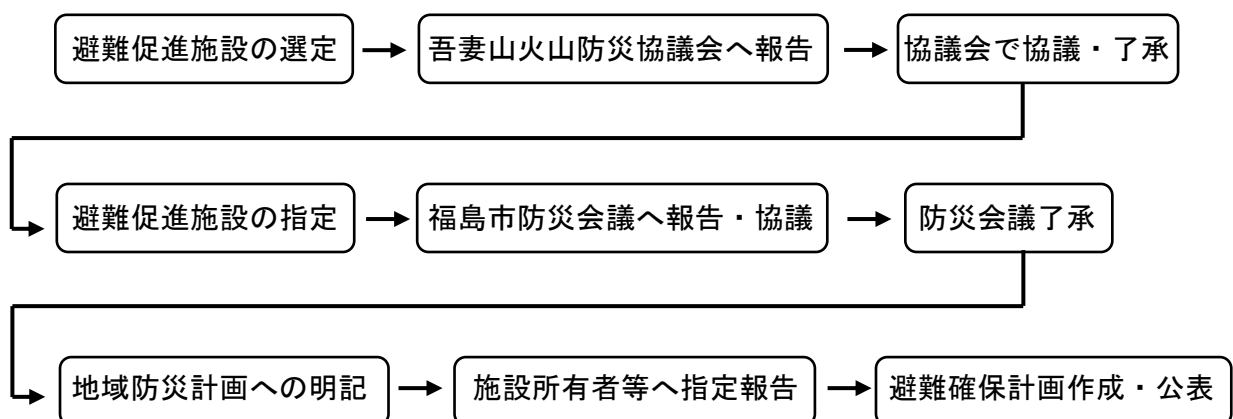 避難促進施設の選定
吾妻山火山防災協議会へ報告
協議会で協議・了承
避難促進施設の指定
福島市防災会議へ報告・協議
防災会議了承
地域防災計画への明記
施設所有者等へ指定報告
避難確保計画作成・公表